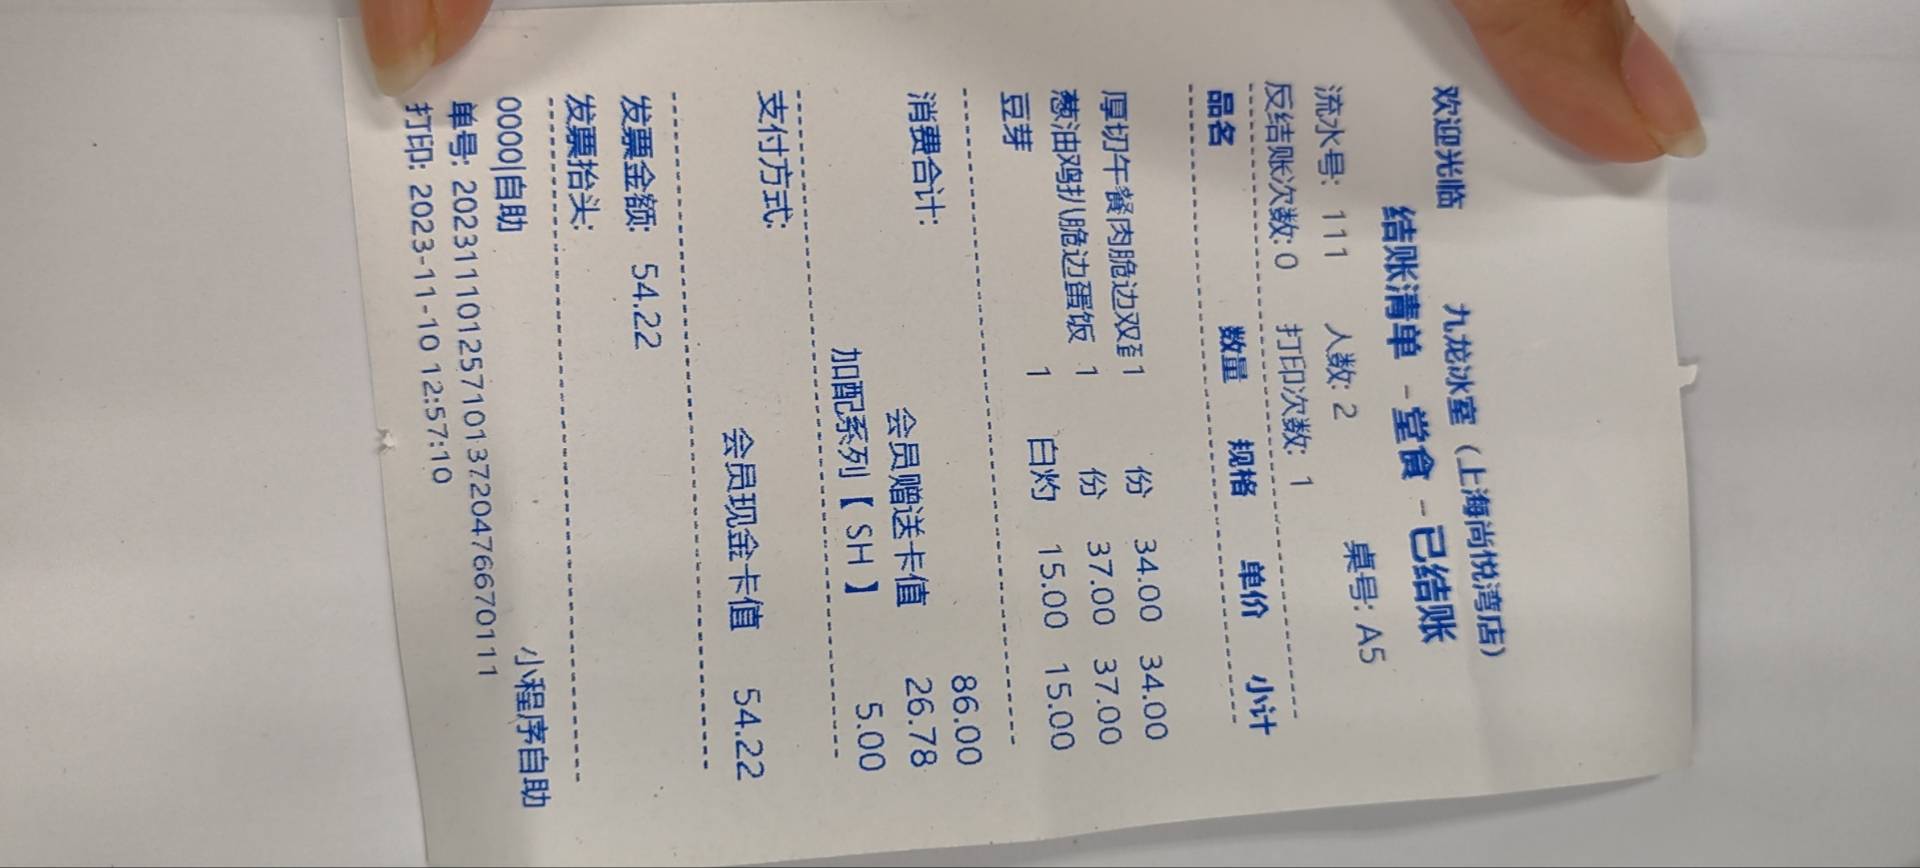 欢迎光临
九龙冰室（上海尚悦湾店）
结账清单 - 堂食 - 已结账
流水号: 111 人数: 2 桌号: A5
反结账次数: 0 打印次数: 1
品名 数量 规格 单价 小计
厚切午餐肉脆边双 1 份 34.00 34.00
葱油鸡扒脆边蛋饭 1 份 37.00 37.00
豆芽 1 白灼 15.00 15.00
消费合计: 86.00
会员赠送卡值 26.78
加配系列【SH】 5.00
支付方式:
会员现金卡值 54.22
发票金额: 54.22
发票抬头:
0000|自助 小程序自助
单号: 20231110125710137204766670111
打印: 2023-11-10 12:57:10